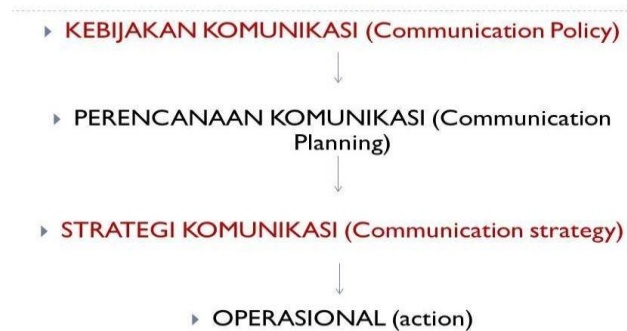 KEBIJAKAN KOMUNIKASI (Communication Policy)
PERENCANAAN KOMUNIKASI (Communication
Planning)
STRATEGI KOMUNIKASI (Communication strategy)
OPERASIONAL (action)